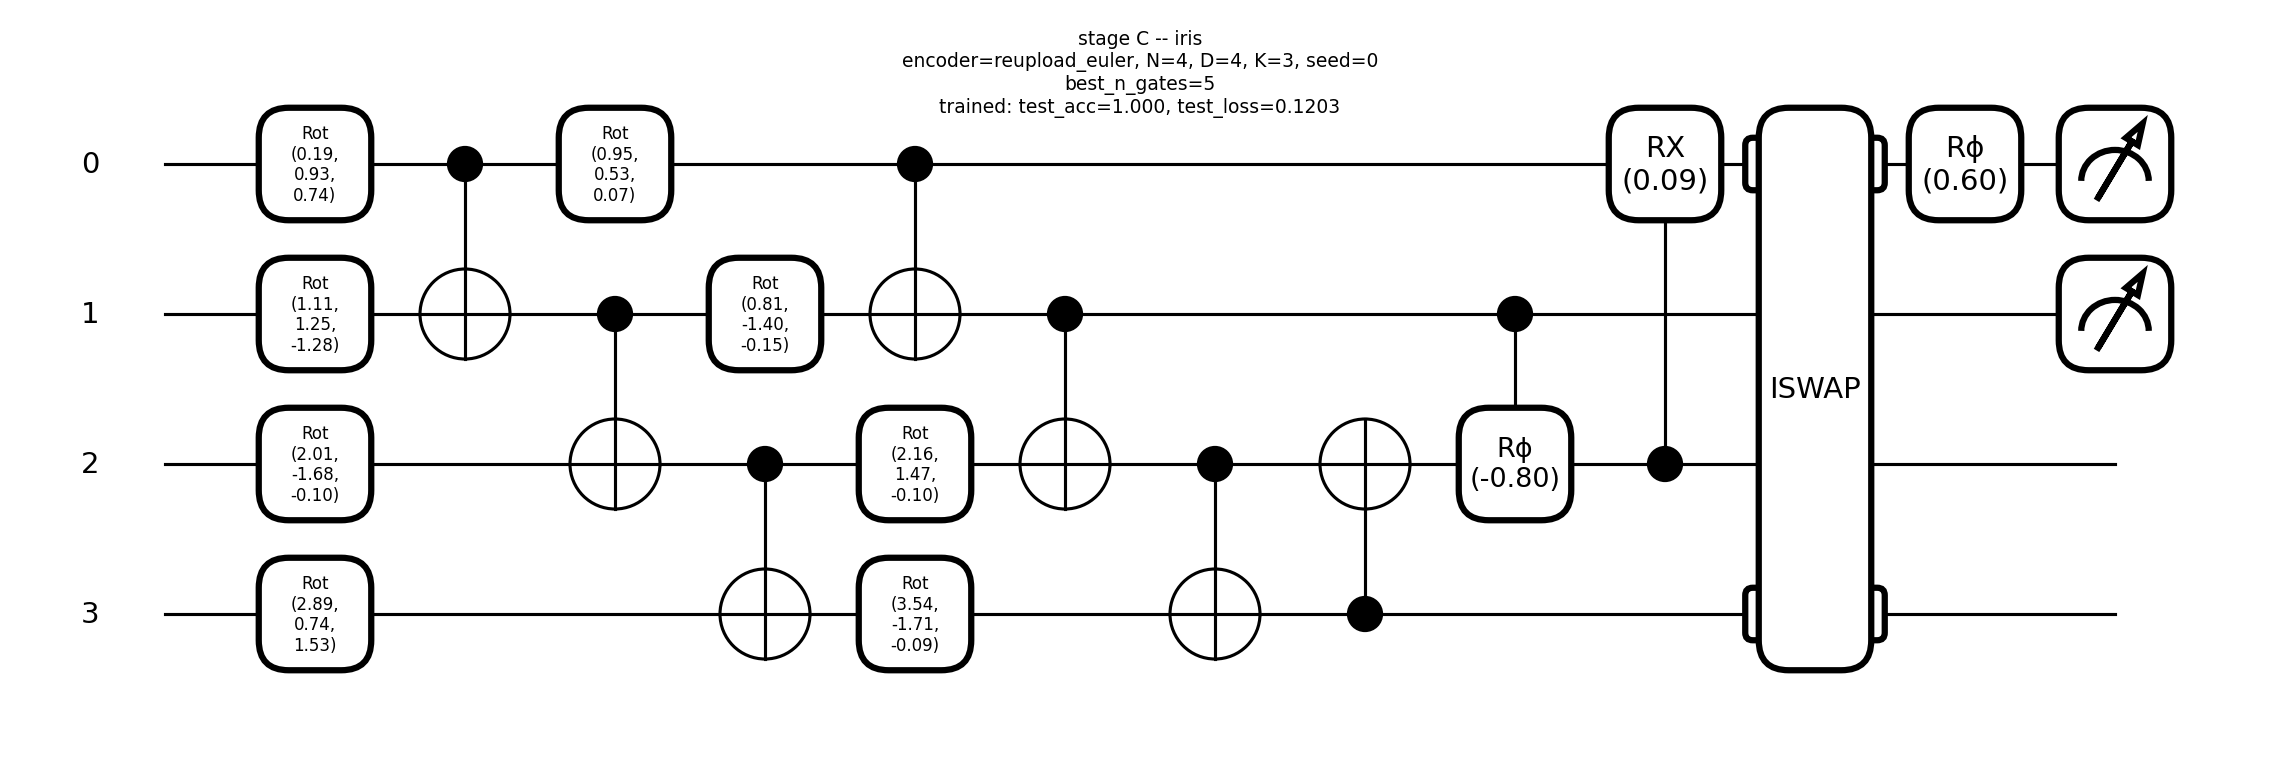 stage C -- iris
encoder=reupload_euler, N=4, D=4, K=3, seed=0
best_n_gates=5
trained: test_acc=1.000, test_loss=0.1203
0
Rot
(0.19,
0.93,
0.74)
Rot
(0.95,
0.53,
0.07)
RX
(0.09)
Rϕ
(0.60)
1
Rot
(1.11,
1.25,
-1.28)
Rot
(0.81,
-1.40,
-0.15)
ISWAP
2
Rot
(2.01,
-1.68,
-0.10)
Rot
(2.16,
1.47,
-0.10)
Rϕ
(-0.80)
3
Rot
(2.89,
0.74,
1.53)
Rot
(3.54,
-1.71,
-0.09)